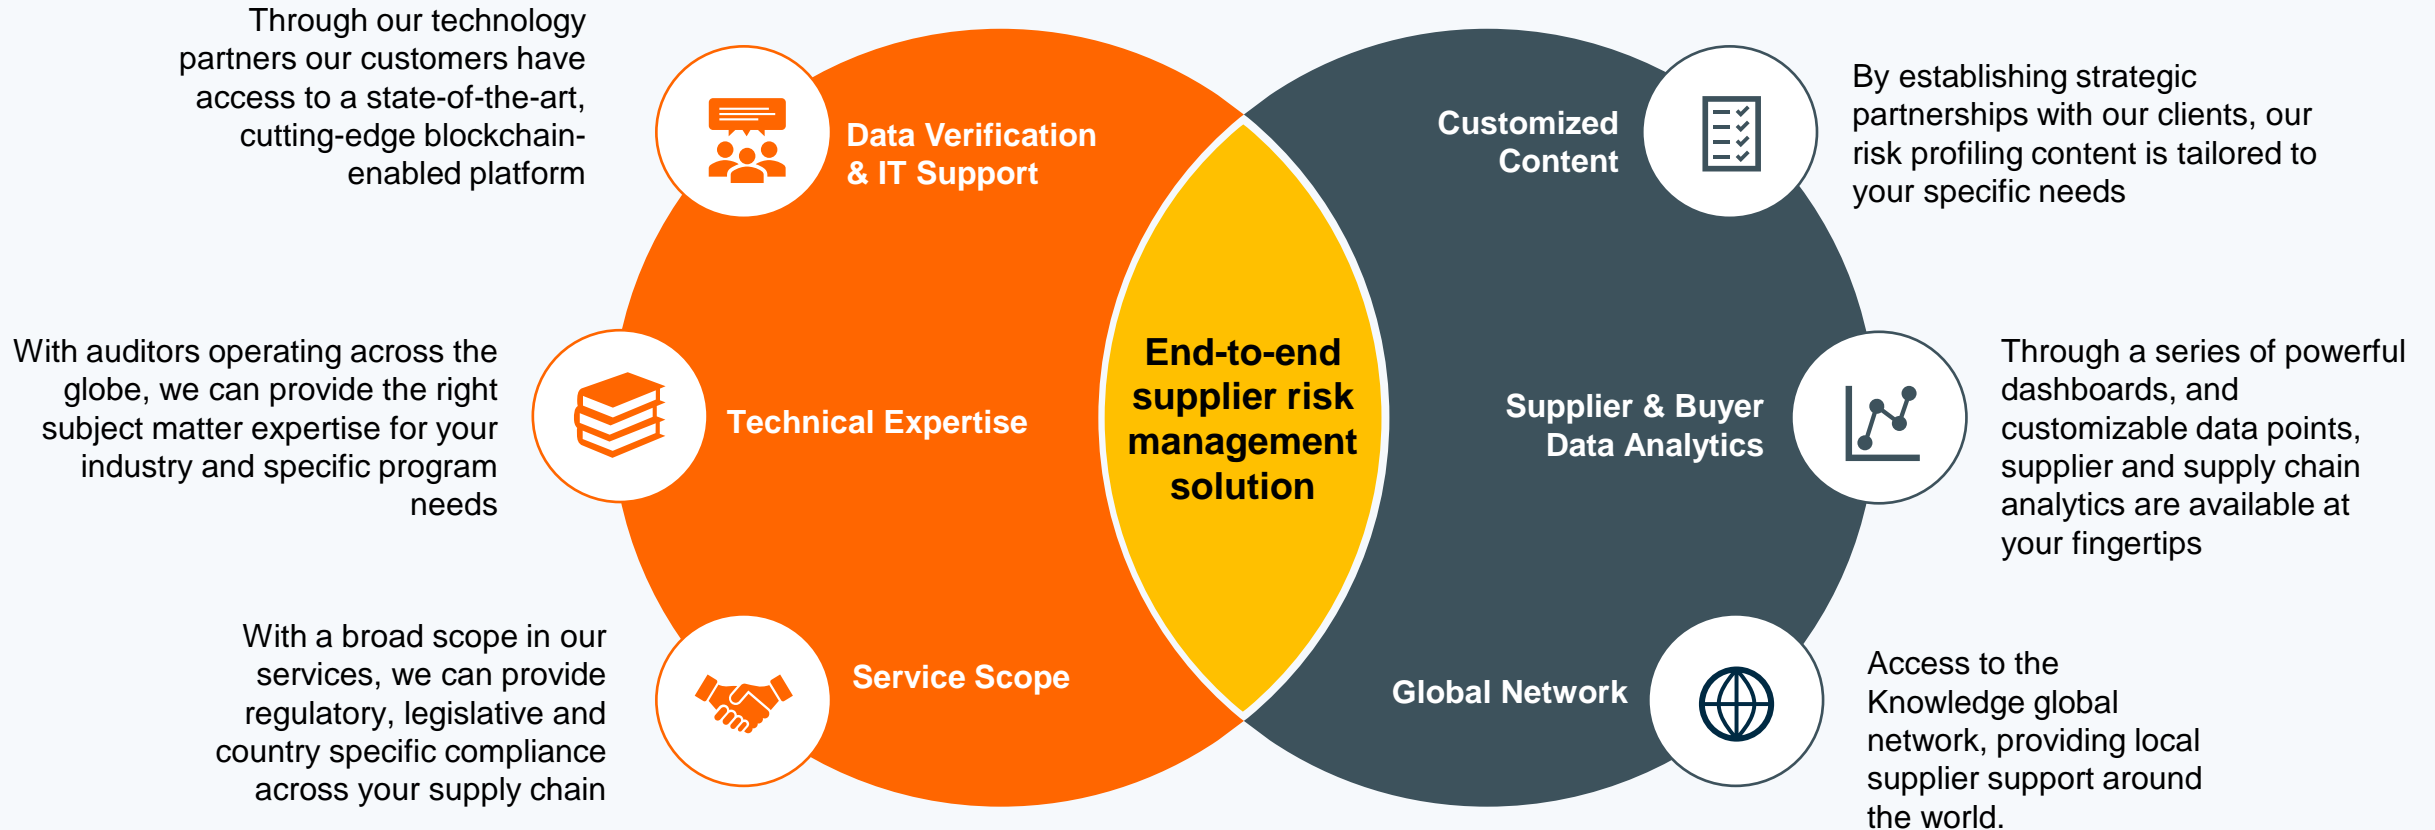 Through our technology
partners our customers have
access to a state-of-the-art,
cutting-edge blockchain-
enabled platform
Data Verification
& IT Support
With auditors operating across the
globe, we can provide the right
subject matter expertise for your
industry and specific program
needs
Technical Expertise
With a broad scope in our
services, we can provide
regulatory, legislative and
country specific compliance
across your supply chain
Service Scope
End-to-end
supplier risk
management
solution
Customized
Content
By establishing strategic
partnerships with our clients, our
risk profiling content is tailored to
your specific needs
Supplier & Buyer
Data Analytics
Through a series of powerful
dashboards, and
customizable data points,
supplier and supply chain
analytics are available at
your fingertips
Global Network
Access to the
Knowledge global
network, providing local
supplier support around
the world.